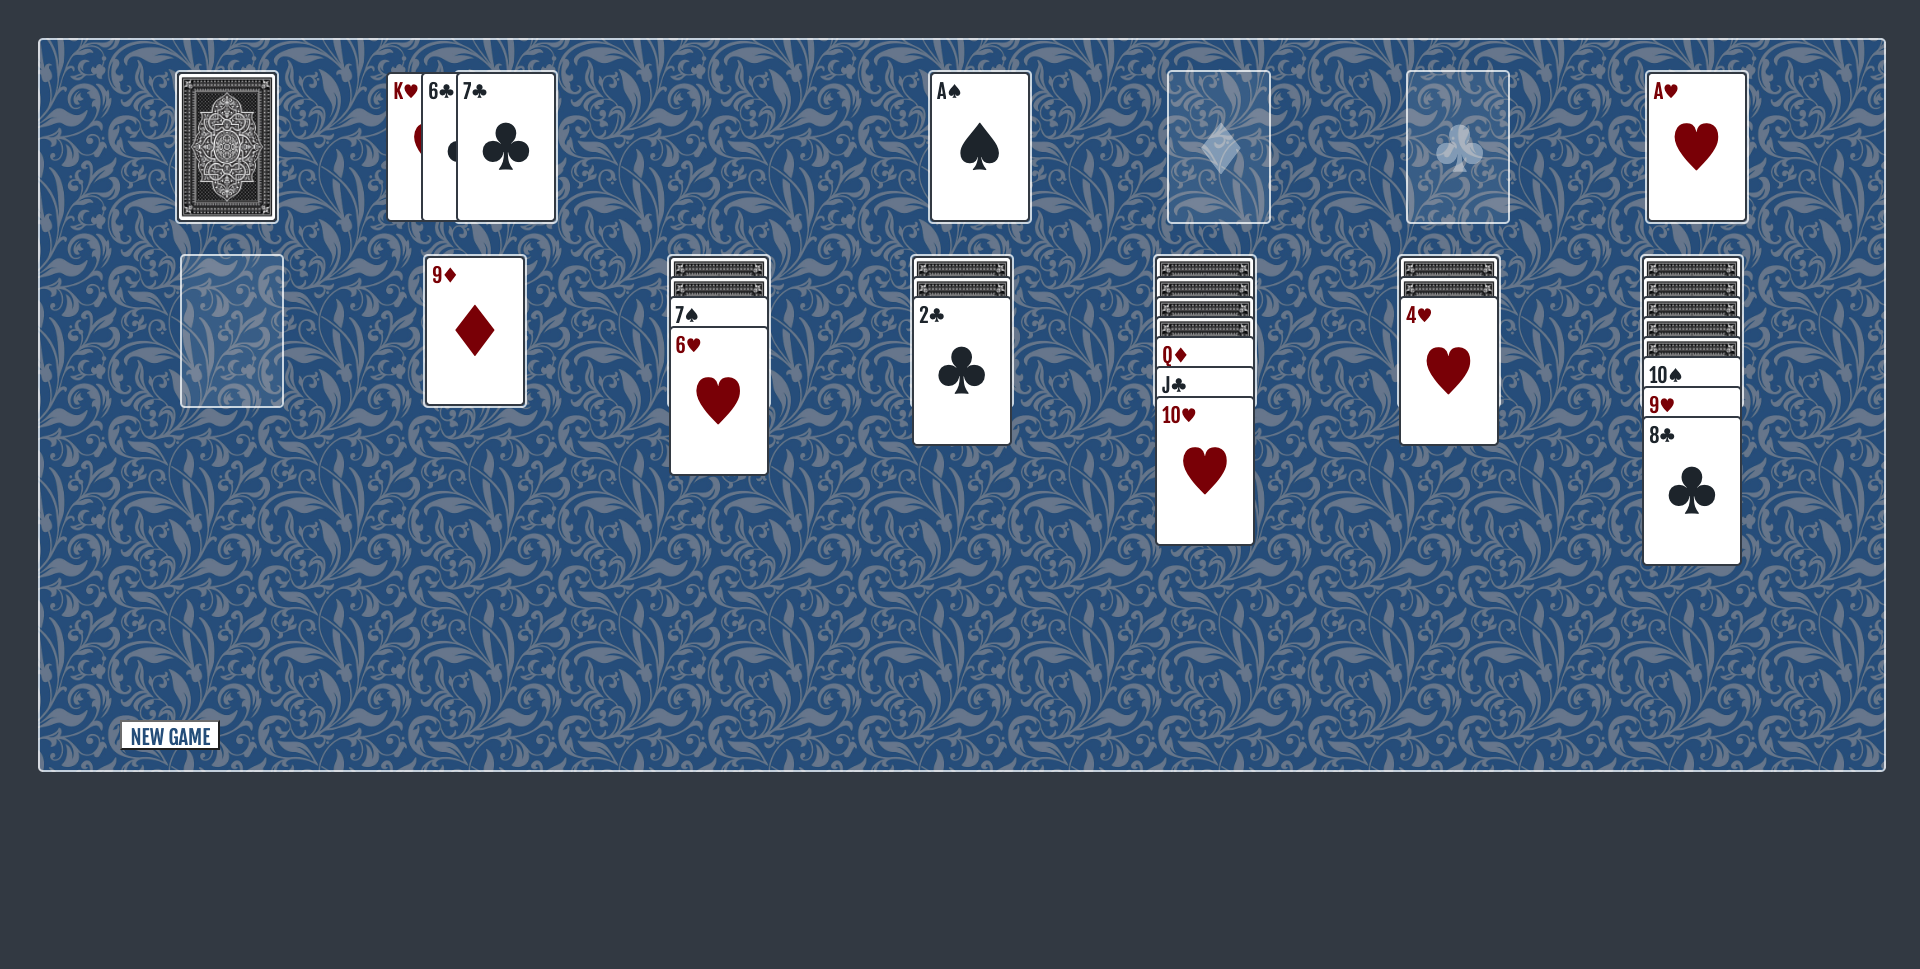 K♥ 6♣ 7♣ A♠ A♥
9♦ 7♠ 2♣ Q♦ 4♥ 10♠
6♥ J♣ 9♥
10♥ 8♣
NEW GAME